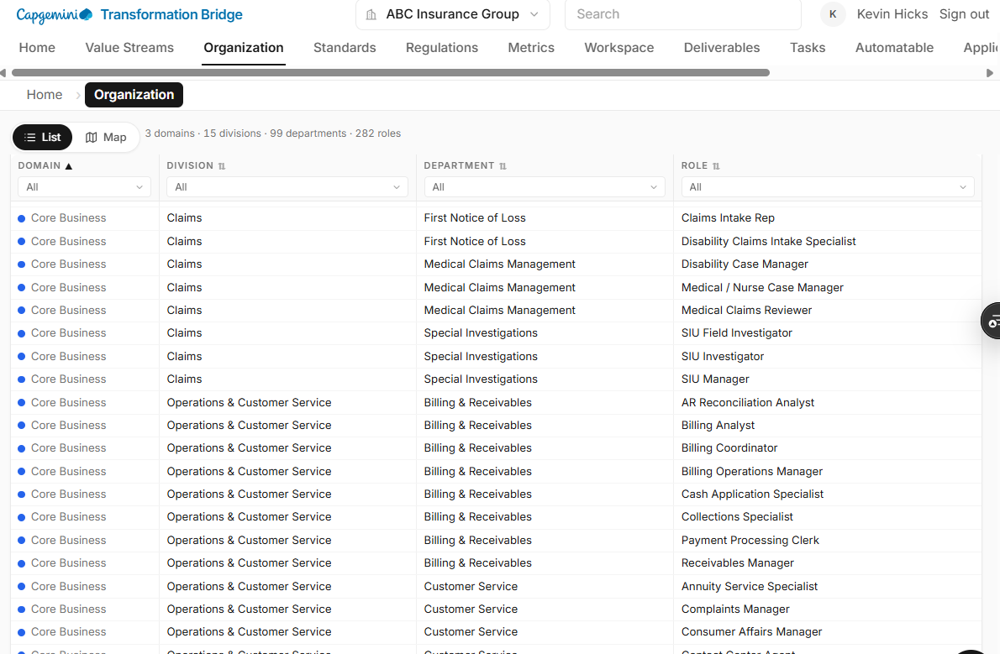 Capgemini Transformation Bridge ABC Insurance Group Search K Kevin Hicks Sign out
Home Value Streams Organization Standards Regulations Metrics Workspace Deliverables Tasks Automatable
Home Organization
List Map 3 domains · 15 divisions · 99 departments · 282 roles
DOMAIN DIVISION DEPARTMENT ROLE
All All All All
Core Business Claims First Notice of Loss Claims Intake Rep
Core Business Claims First Notice of Loss Disability Claims Intake Specialist
Core Business Claims Medical Claims Management Disability Case Manager
Core Business Claims Medical Claims Management Medical / Nurse Case Manager
Core Business Claims Medical Claims Management Medical Claims Reviewer
Core Business Claims Special Investigations SIU Field Investigator
Core Business Claims Special Investigations SIU Investigator
Core Business Claims Special Investigations SIU Manager
Core Business Operations & Customer Service Billing & Receivables AR Reconciliation Analyst
Core Business Operations & Customer Service Billing & Receivables Billing Analyst
Core Business Operations & Customer Service Billing & Receivables Billing Coordinator
Core Business Operations & Customer Service Billing & Receivables Billing Operations Manager
Core Business Operations & Customer Service Billing & Receivables Cash Application Specialist
Core Business Operations & Customer Service Billing & Receivables Collections Specialist
Core Business Operations & Customer Service Billing & Receivables Payment Processing Clerk
Core Business Operations & Customer Service Billing & Receivables Receivables Manager
Core Business Operations & Customer Service Customer Service Annuity Service Specialist
Core Business Operations & Customer Service Customer Service Complaints Manager
Core Business Operations & Customer Service Customer Service Consumer Affairs Manager